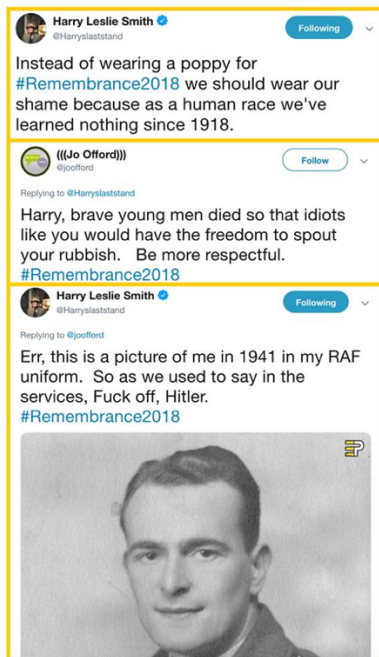 Harry Leslie Smith
@Harryslaststand
Following
Instead of wearing a poppy for
#Remembrance2018 we should wear our
shame because as a human race we've
learned nothing since 1918.
(((Jo Offord)))
@joofford
Follow
Replying to @Harryslaststand
Harry, brave young men died so that idiots
like you would have the freedom to spout
your rubbish. Be more respectful.
#Remembrance2018
Harry Leslie Smith
@Harryslaststand
Following
Replying to @joofford
Err, this is a picture of me in 1941 in my RAF
uniform. So as we used to say in the
services, Fuck off, Hitler.
#Remembrance2018
EP